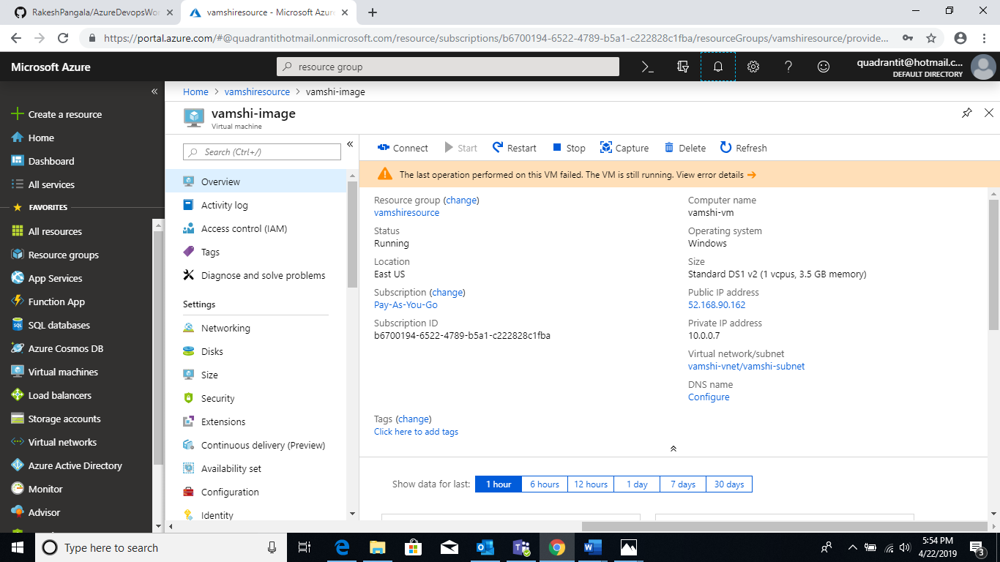 RakeshPangala/AzureDevopsWor
vamshiresource - Microsoft Azure
https://portal.azure.com/#@quadrantithotmail.onmicrosoft.com/resource/subscriptions/b6700194-6522-4789-b5a1-c222828c1fba/resourceGroups/vamshiresource/provide...
Microsoft Azure
resource group
quadrantit@hotmail.c...
DEFAULT DIRECTORY
Create a resource
Home
Dashboard
All services
FAVORITES
All resources
Resource groups
App Services
Function App
SQL databases
Azure Cosmos DB
Virtual machines
Load balancers
Storage accounts
Virtual networks
Azure Active Directory
Monitor
Advisor
Home > vamshiresource > vamshi-image
vamshi-image
Virtual machine
Search (Ctrl+/)
Overview
Activity log
Access control (IAM)
Tags
Diagnose and solve problems
Settings
Networking
Disks
Size
Security
Extensions
Continuous delivery (Preview)
Availability set
Configuration
Identity
Connect Start Restart Stop Capture Delete Refresh
The last operation performed on this VM failed. The VM is still running. View error details →
Resource group (change)
vamshiresource
Status
Running
Location
East US
Subscription (change)
Pay-As-You-Go
Subscription ID
b6700194-6522-4789-b5a1-c222828c1fba
Computer name
vamshi-vm
Operating system
Windows
Size
Standard DS1 v2 (1 vcpus, 3.5 GB memory)
Public IP address
52.168.90.162
Private IP address
10.0.0.7
Virtual network/subnet
vamshi-vnet/vamshi-subnet
DNS name
Configure
Tags (change)
Click here to add tags
Show data for last: 1 hour 6 hours 12 hours 1 day 7 days 30 days
Type here to search
5:54 PM
4/22/2019
3